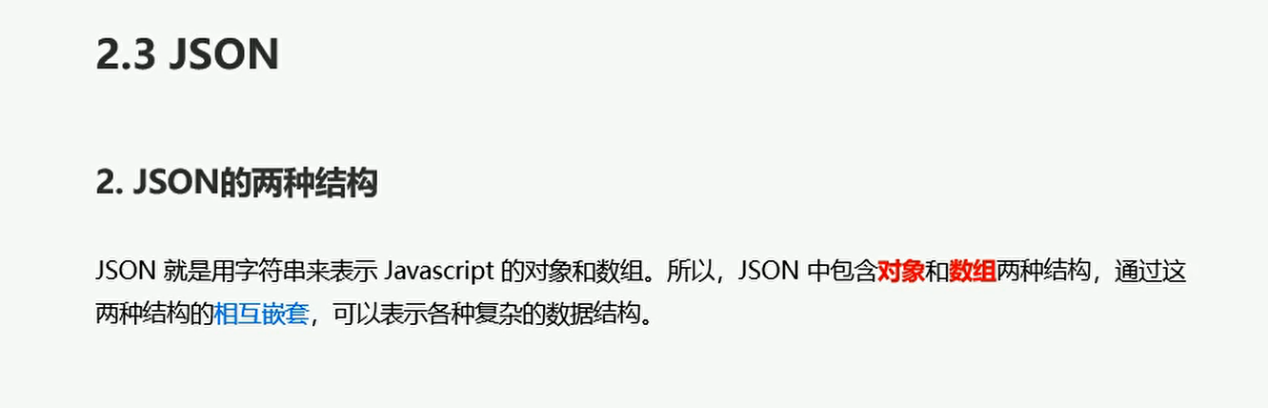 2.3 JSON
2. JSON的两种结构
JSON 就是用字符串来表示 Javascript 的对象和数组。所以，JSON 中包含对象和数组两种结构，通过这
两种结构的相互嵌套，可以表示各种复杂的数据结构。